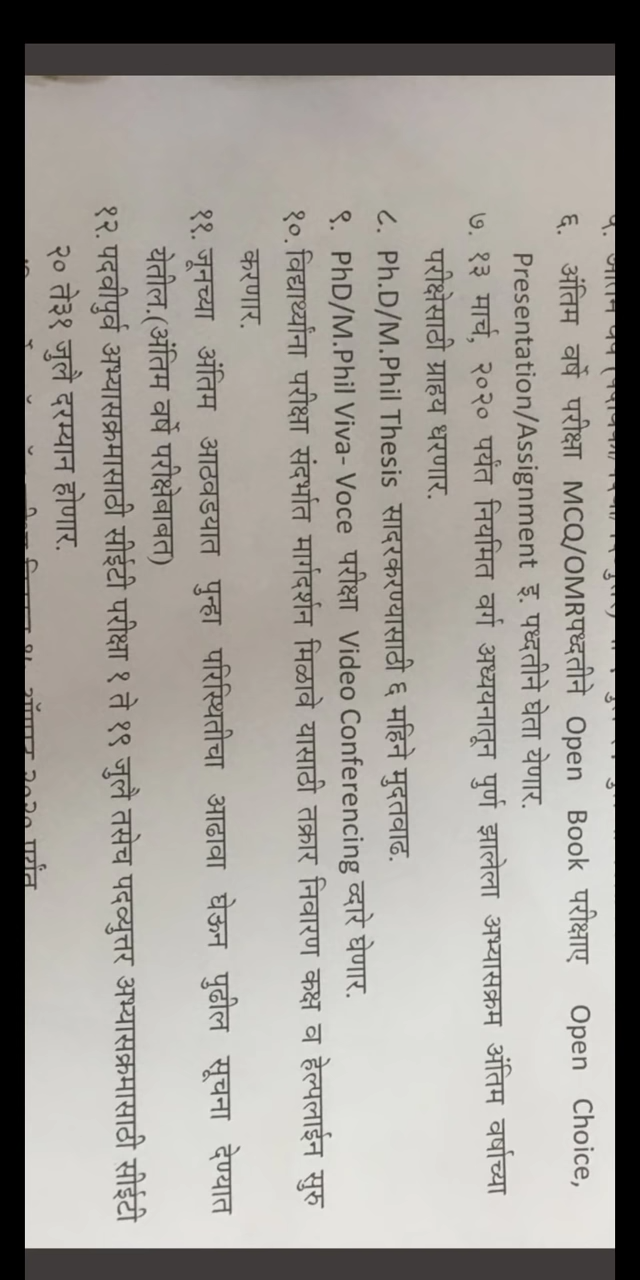 ६. अंतिम वर्ष परीक्षा MCQ/OMRपध्दतीने Open Book परीक्षाए Open Choice,
Presentation/Assignment इ. पध्दतीने घेता येणार.
७. १३ मार्च, २०२० पर्यंत नियमित वर्ग अध्ययनातून पुर्ण झालेला अभ्यासक्रम अंतिम वर्षाच्या
परीक्षेसाठी ग्राहय धरणार.
८. Ph.D/M.Phil Thesis सादरकरण्यासाठी ६ महिने मुदतवाढ.
९. PhD/M.Phil Viva- Voce परीक्षा Video Conferencing व्दारे घेणार.
१०. विद्यार्थ्यांना परीक्षा संदर्भात मार्गदर्शन मिळावे यासाठी तक्रार निवारण कक्ष व हेल्पलाईन सुरु
करणार.
११. जूनच्या अंतिम आठवडयात पुन्हा परिस्थितीचा आढावा घेऊन पुढील सूचना देण्यात
येतील.(अंतिम वर्ष परीक्षेबाबत)
१२. पदवीपुर्व अभ्यासक्रमासाठी सीईटी परीक्षा १ ते १९ जुलै तसेच पदव्युत्तर अभ्यासक्रमासाठी सीईटी
२० ते३१ जुलै दरम्यान होणार.